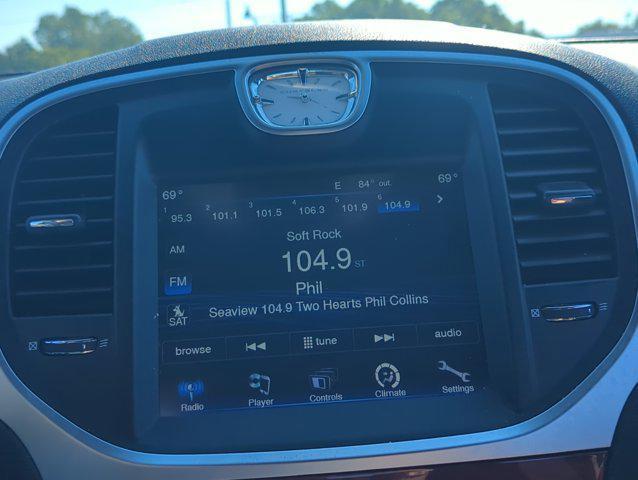 E 84° out.
69° 69°
1 95.3 2 101.1 3 101.5 4 106.3 5 101.9 6 104.9
Soft Rock
AM
104.9 ST
FM
Phil
SAT
Seaview 104.9 Two Hearts Phil Collins
browse tune audio
Radio Player Controls Climate Settings